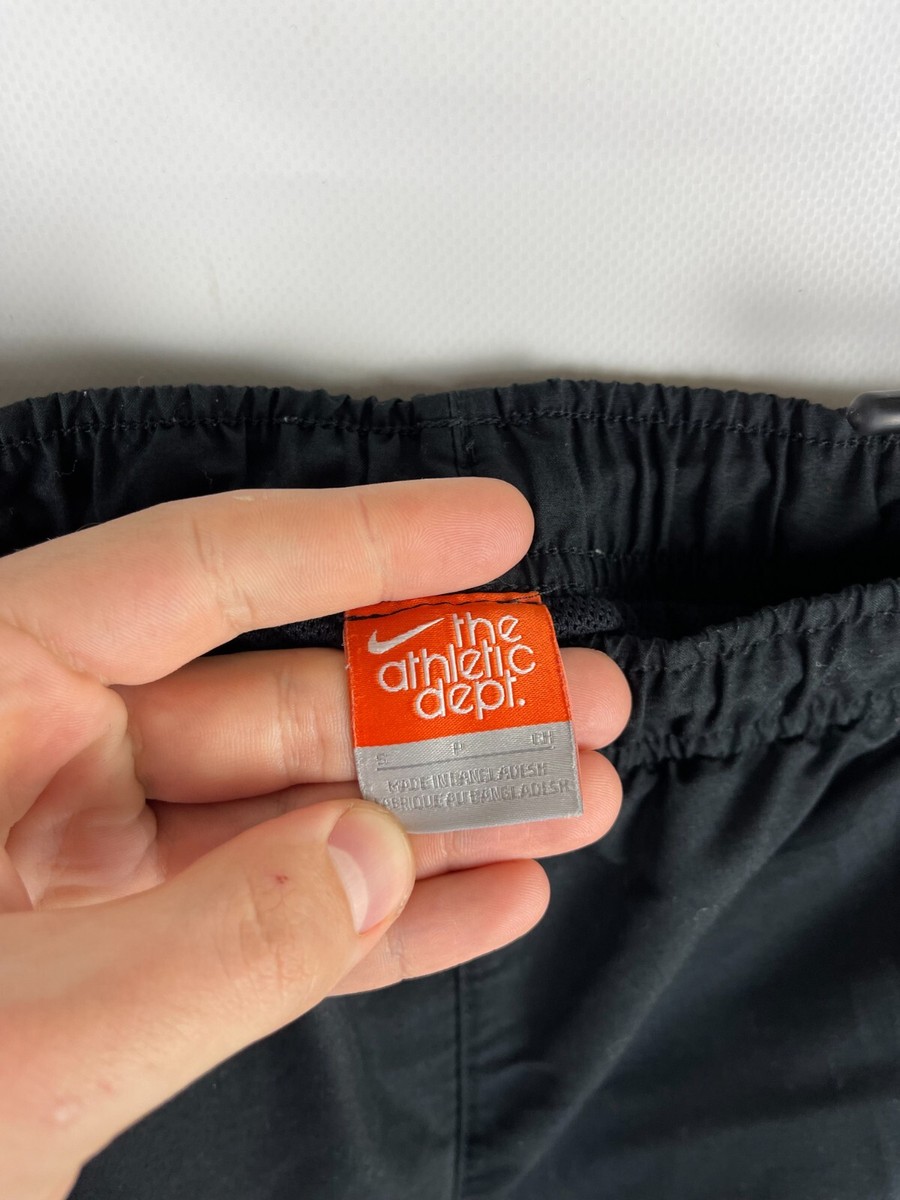 the
athletic
dept.
S P CH
MADE IN BANGLADESH
FABRIQUE AU BANGLADESH